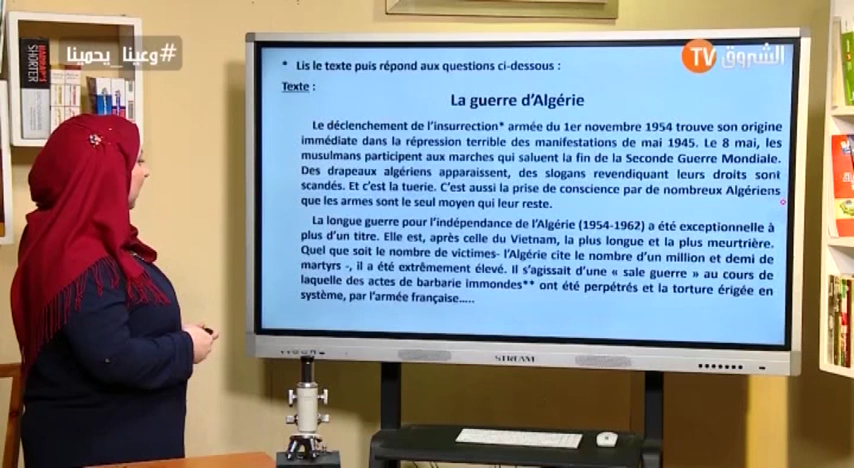 #وعينا_يحمينا
SHORTER
TV الشروق
* Lis le texte puis répond aux questions ci-dessous :
Texte :
La guerre d'Algérie
Le déclenchement de l'insurrection* armée du 1er novembre 1954 trouve son origine
immédiate dans la répression terrible des manifestations de mai 1945. Le 8 mai, les
musulmans participent aux marches qui saluent la fin de la Seconde Guerre Mondiale.
Des drapeaux algériens apparaissent, des slogans revendiquant leurs droits sont
scandés. Et c'est la tuerie. C'est aussi la prise de conscience par de nombreux Algériens
que les armes sont le seul moyen qui leur reste.
La longue guerre pour l'indépendance de l'Algérie (1954-1962) a été exceptionnelle à
plus d'un titre. Elle est, après celle du Vietnam, la plus longue et la plus meurtrière.
Quel que soit le nombre de victimes- l'Algérie cite le nombre d'un million et demi de
martyrs -, il a été extrêmement élevé. Il s'agissait d'une « sale guerre » au cours de
laquelle des actes de barbarie immondes** ont été perpétrés et la torture érigée en
système, par l'armée française.....
STREAM